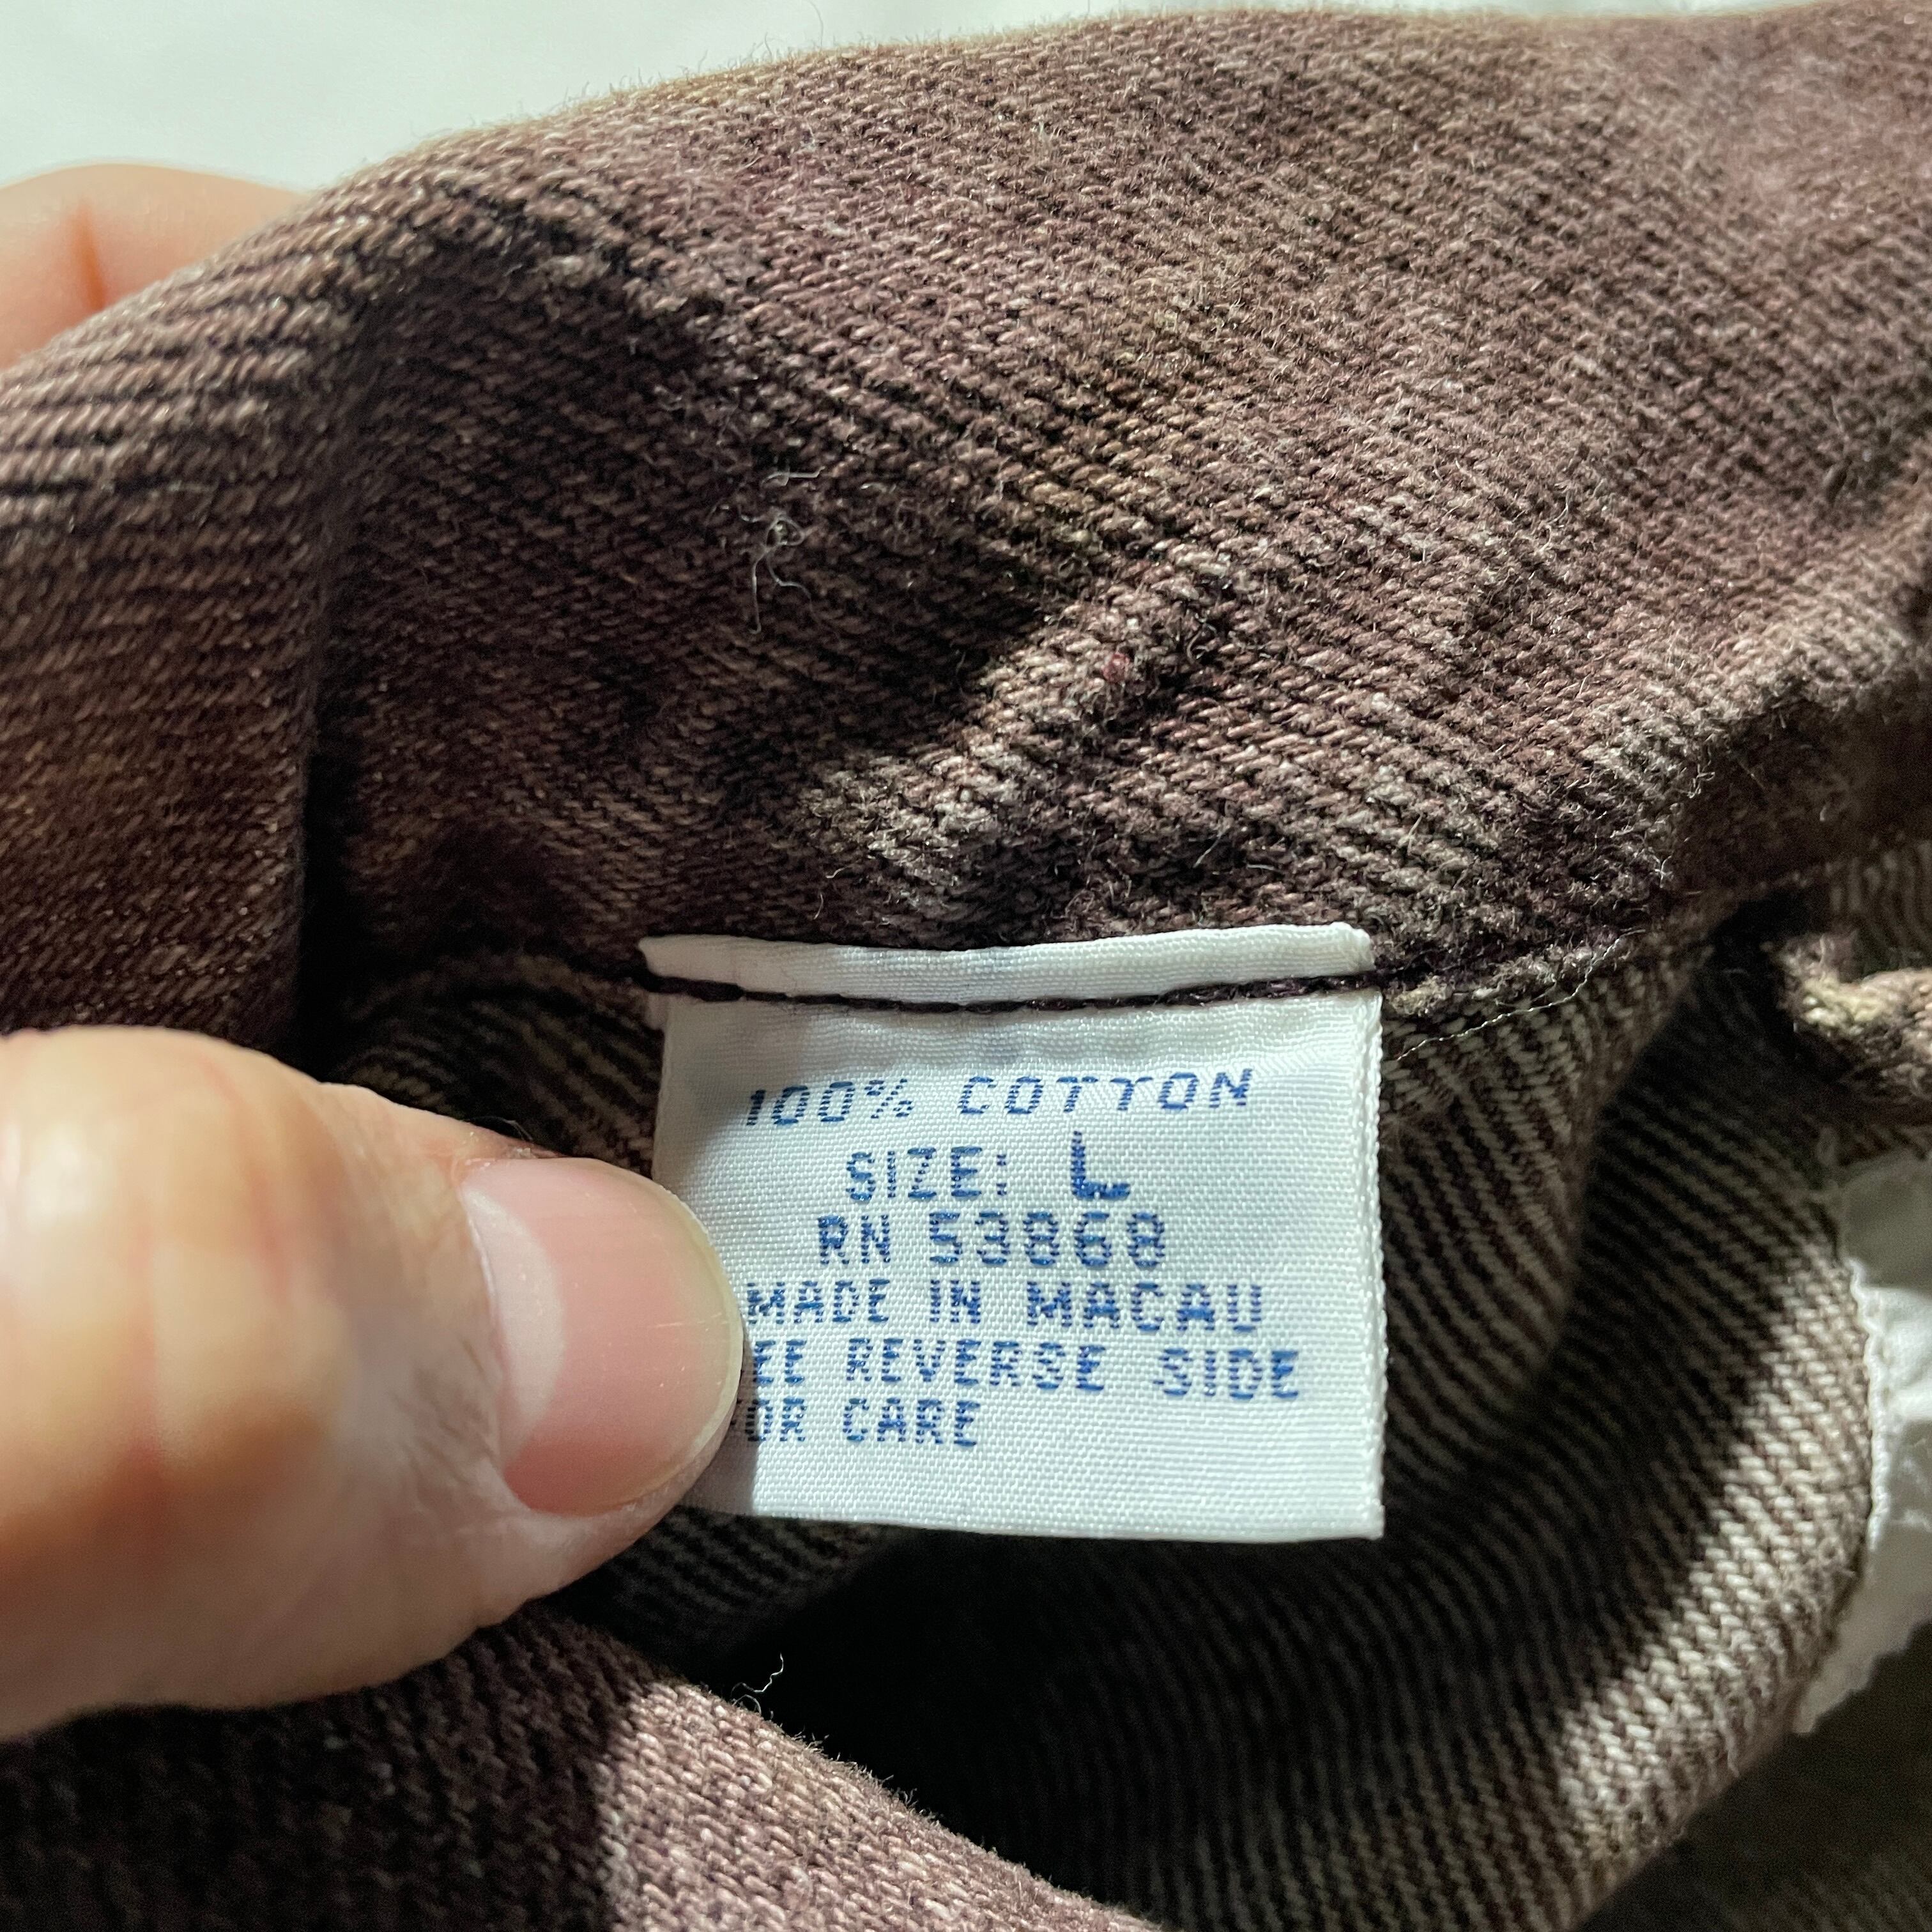 100% COTTON
SIZE: L
RN 53868
MADE IN MACAU
EE REVERSE SIDE
OR CARE